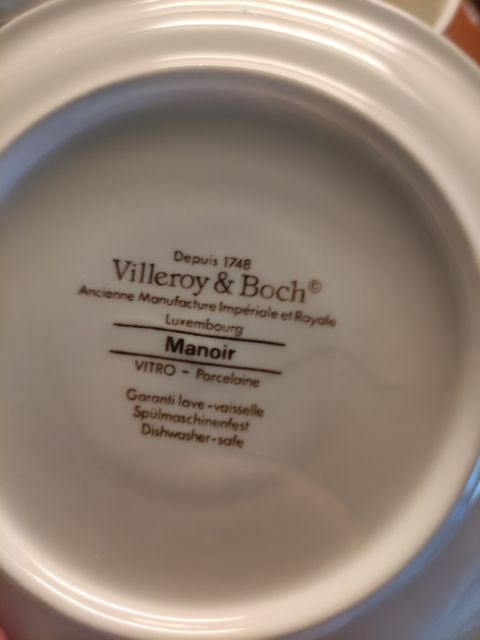 Depuis 1748
Villeroy & Boch©
Ancienne Manufacture Impériale et Royale
Luxembourg
Manoir
VITRO - Porcelaine
Garanti lave-vaisselle
Spülmaschinenfest
Dishwasher-safe